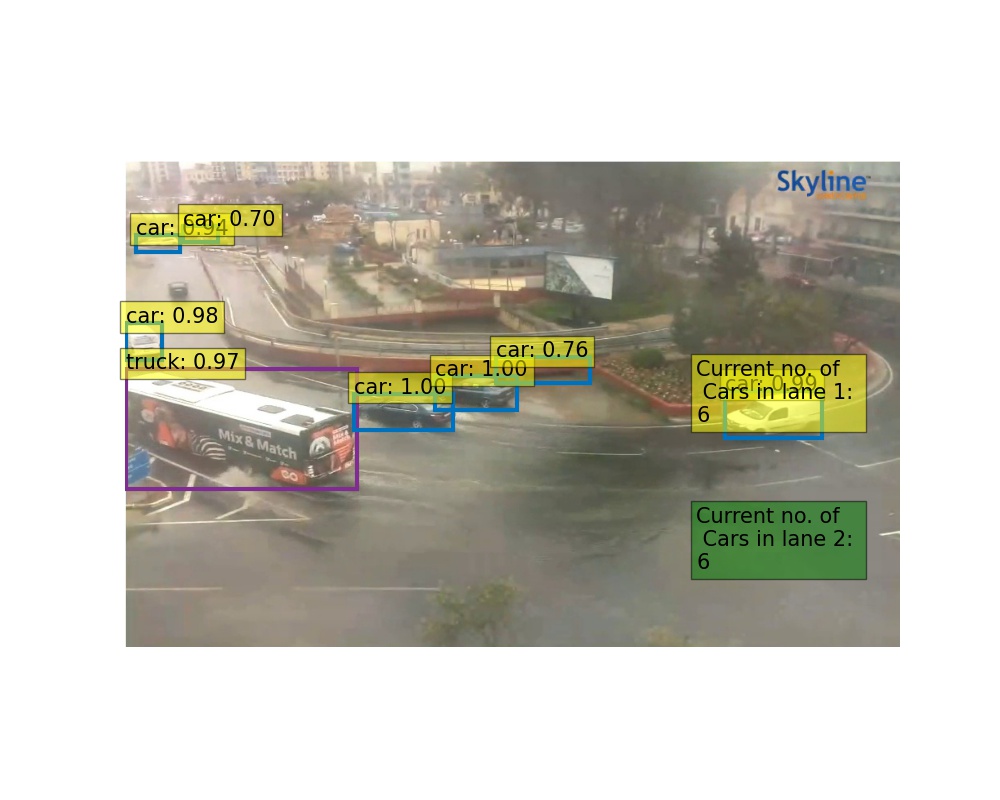 Skyline
car: 0.70
car: 0.94
car: 0.98
car: 0.76
truck: 0.97
car: 1.00
car: 1.00
Current no. of
Cars in lane 1:
6
car: 0.99
Mix & Match
GO
Current no. of
Cars in lane 2:
6